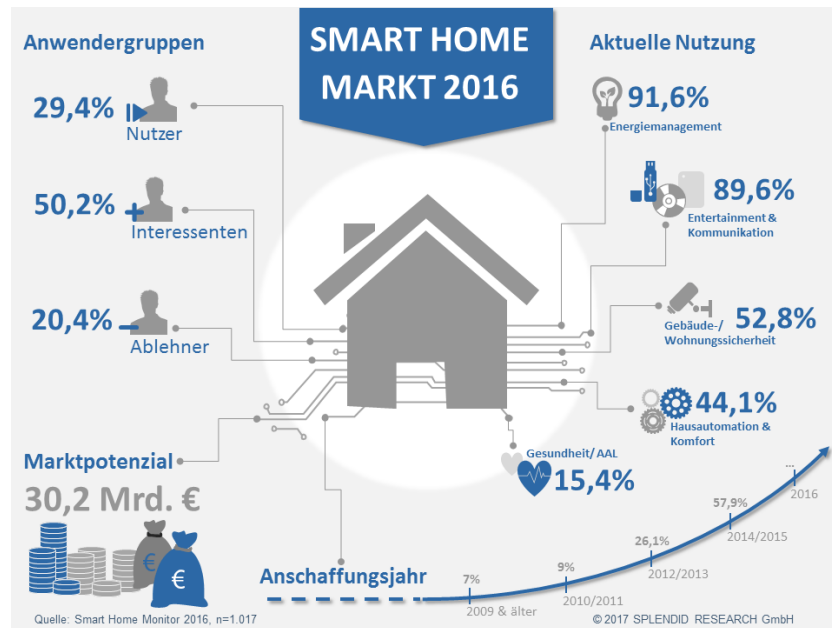 SMART HOME
MARKT 2016
Anwendergruppen
29,4%
Nutzer
50,2%
Interessenten
20,4%
Ablehner
Marktpotenzial
30,2 Mrd. €
€
€
Aktuelle Nutzung
91,6%
Energiemanagement
89,6%
Entertainment &
Kommunikation
52,8%
Gebäude-/
Wohnungssicherheit
44,1%
Hausautomation &
Komfort
Gesundheit/ AAL
15,4%
Anschaffungsjahr
7%
2009 & älter
9%
2010/2011
26,1%
2012/2013
57,9%
2014/2015
...
2016
Quelle: Smart Home Monitor 2016, n=1.017
© 2017 SPLENDID RESEARCH GmbH